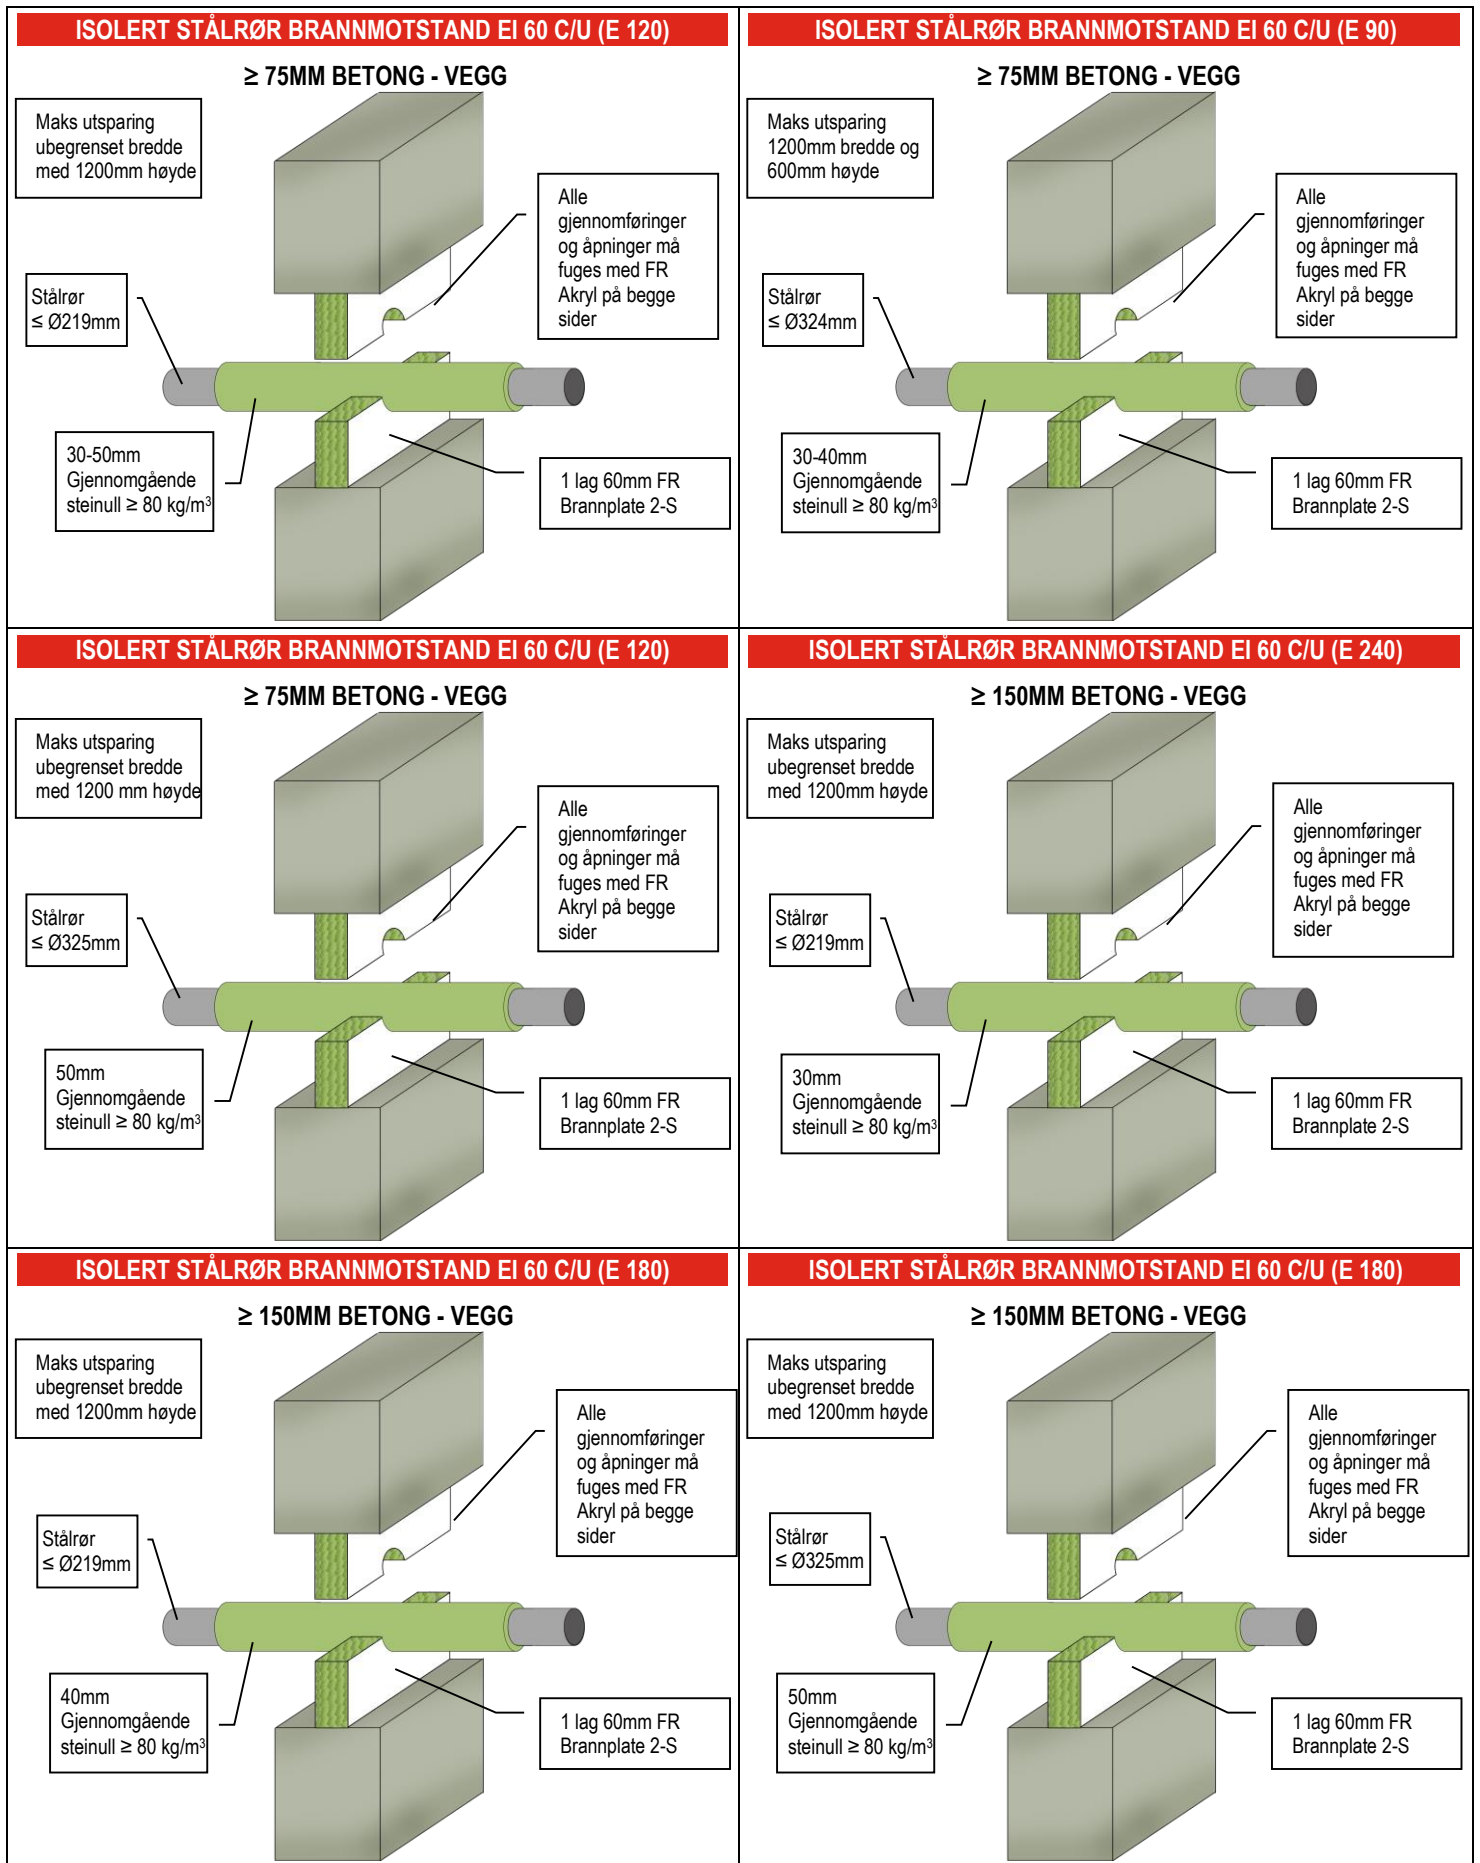 ISOLERT STÅLRØR BRANNMOTSTAND EI 60 C/U (E 120)
≥ 75MM BETONG - VEGG
Maks utsparing
ubegrenset bredde
med 1200mm høyde
Alle
gjennomføringer
og åpninger må
fuges med FR
Akryl på begge
sider
Stålrør
≤ Ø219mm
30-50mm
Gjennomgående
steinull ≥ 80 kg/m³
1 lag 60mm FR
Brannplate 2-S
ISOLERT STÅLRØR BRANNMOTSTAND EI 60 C/U (E 90)
≥ 75MM BETONG - VEGG
Maks utsparing
1200mm bredde og
600mm høyde
Alle
gjennomføringer
og åpninger må
fuges med FR
Akryl på begge
sider
Stålrør
≤ Ø324mm
30-40mm
Gjennomgående
steinull ≥ 80 kg/m³
1 lag 60mm FR
Brannplate 2-S
ISOLERT STÅLRØR BRANNMOTSTAND EI 60 C/U (E 120)
≥ 75MM BETONG - VEGG
Maks utsparing
ubegrenset bredde
med 1200 mm høyde
Alle
gjennomføringer
og åpninger må
fuges med FR
Akryl på begge
sider
Stålrør
≤ Ø325mm
50mm
Gjennomgående
steinull ≥ 80 kg/m³
1 lag 60mm FR
Brannplate 2-S
ISOLERT STÅLRØR BRANNMOTSTAND EI 60 C/U (E 240)
≥ 150MM BETONG - VEGG
Maks utsparing
ubegrenset bredde
med 1200mm høyde
Alle
gjennomføringer
og åpninger må
fuges med FR
Akryl på begge
sider
Stålrør
≤ Ø219mm
30mm
Gjennomgående
steinull ≥ 80 kg/m³
1 lag 60mm FR
Brannplate 2-S
ISOLERT STÅLRØR BRANNMOTSTAND EI 60 C/U (E 180)
≥ 150MM BETONG - VEGG
Maks utsparing
ubegrenset bredde
med 1200mm høyde
Alle
gjennomføringer
og åpninger må
fuges med FR
Akryl på begge
sider
Stålrør
≤ Ø219mm
40mm
Gjennomgående
steinull ≥ 80 kg/m³
1 lag 60mm FR
Brannplate 2-S
ISOLERT STÅLRØR BRANNMOTSTAND EI 60 C/U (E 180)
≥ 150MM BETONG - VEGG
Maks utsparing
ubegrenset bredde
med 1200mm høyde
Alle
gjennomføringer
og åpninger må
fuges med FR
Akryl på begge
sider
Stålrør
≤ Ø325mm
50mm
Gjennomgående
steinull ≥ 80 kg/m³
1 lag 60mm FR
Brannplate 2-S